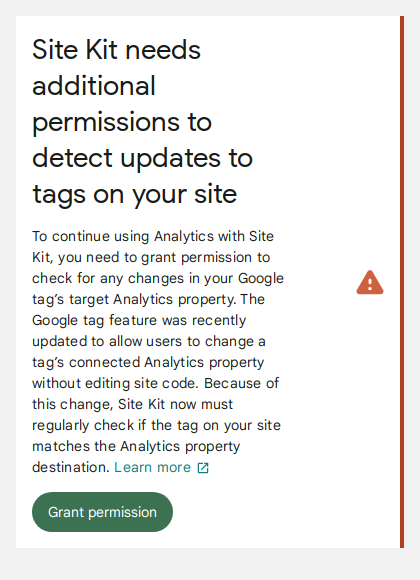 Site Kit needs
additional
permissions to
detect updates to
tags on your site
To continue using Analytics with Site
Kit, you need to grant permission to
check for any changes in your Google
tag’s target Analytics property. The
Google tag feature was recently
updated to allow users to change a
tag’s connected Analytics property
without editing site code. Because of
this change, Site Kit now must
regularly check if the tag on your site
matches the Analytics property
destination. Learn more
Grant permission